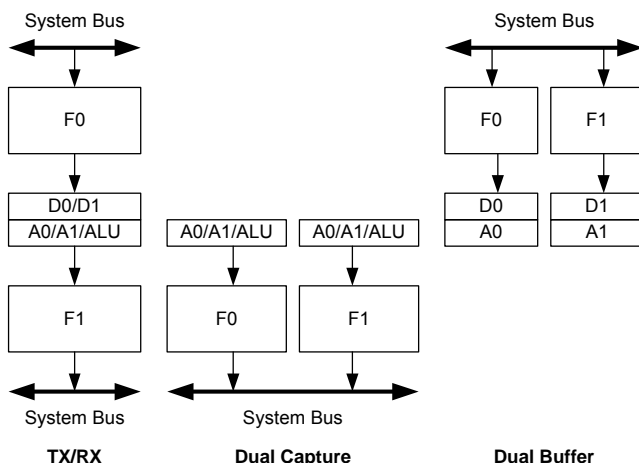 System Bus
System Bus
F0
F0
F1
D0/D1
D0
D1
A0/A1/ALU
A0/A1/ALU
A0/A1/ALU
A0
A1
F1
F0
F1
System Bus
System Bus
TX/RX
Dual Capture
Dual Buffer